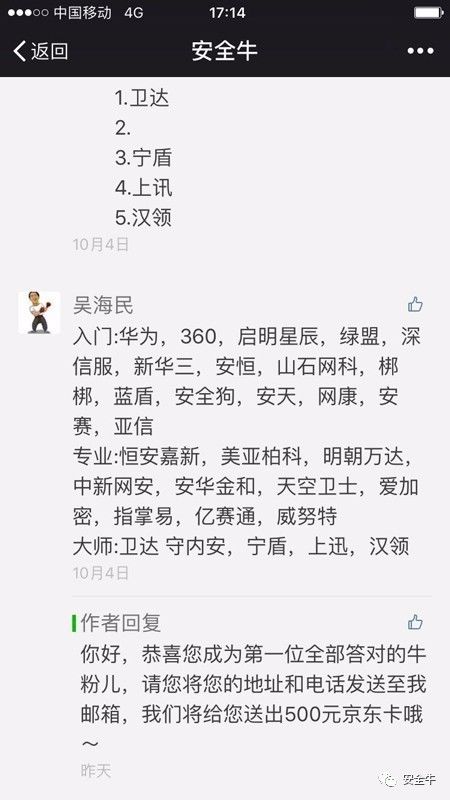 中国移动 4G 17:14
返回 安全牛
1.卫达
2.
3.宁盾
4.上讯
5.汉领
10月4日
吴海民
入门:华为，360，启明星辰，绿盟，深
信服，新华三，安恒，山石网科，梆
梆，蓝盾，安全狗，安天，网康，安
赛，亚信
专业:恒安嘉新，美亚柏科，明朝万达，
中新网安，安华金和，天空卫士，爱加
密，指掌易，亿赛通，威努特
大师:卫达 守内安，宁盾，上迅，汉领
10月4日
作者回复
你好，恭喜您成为第一位全部答对的牛
粉儿，请您将您的地址和电话发送至我
邮箱，我们将给您送出500元京东卡哦
～
昨天
安全牛